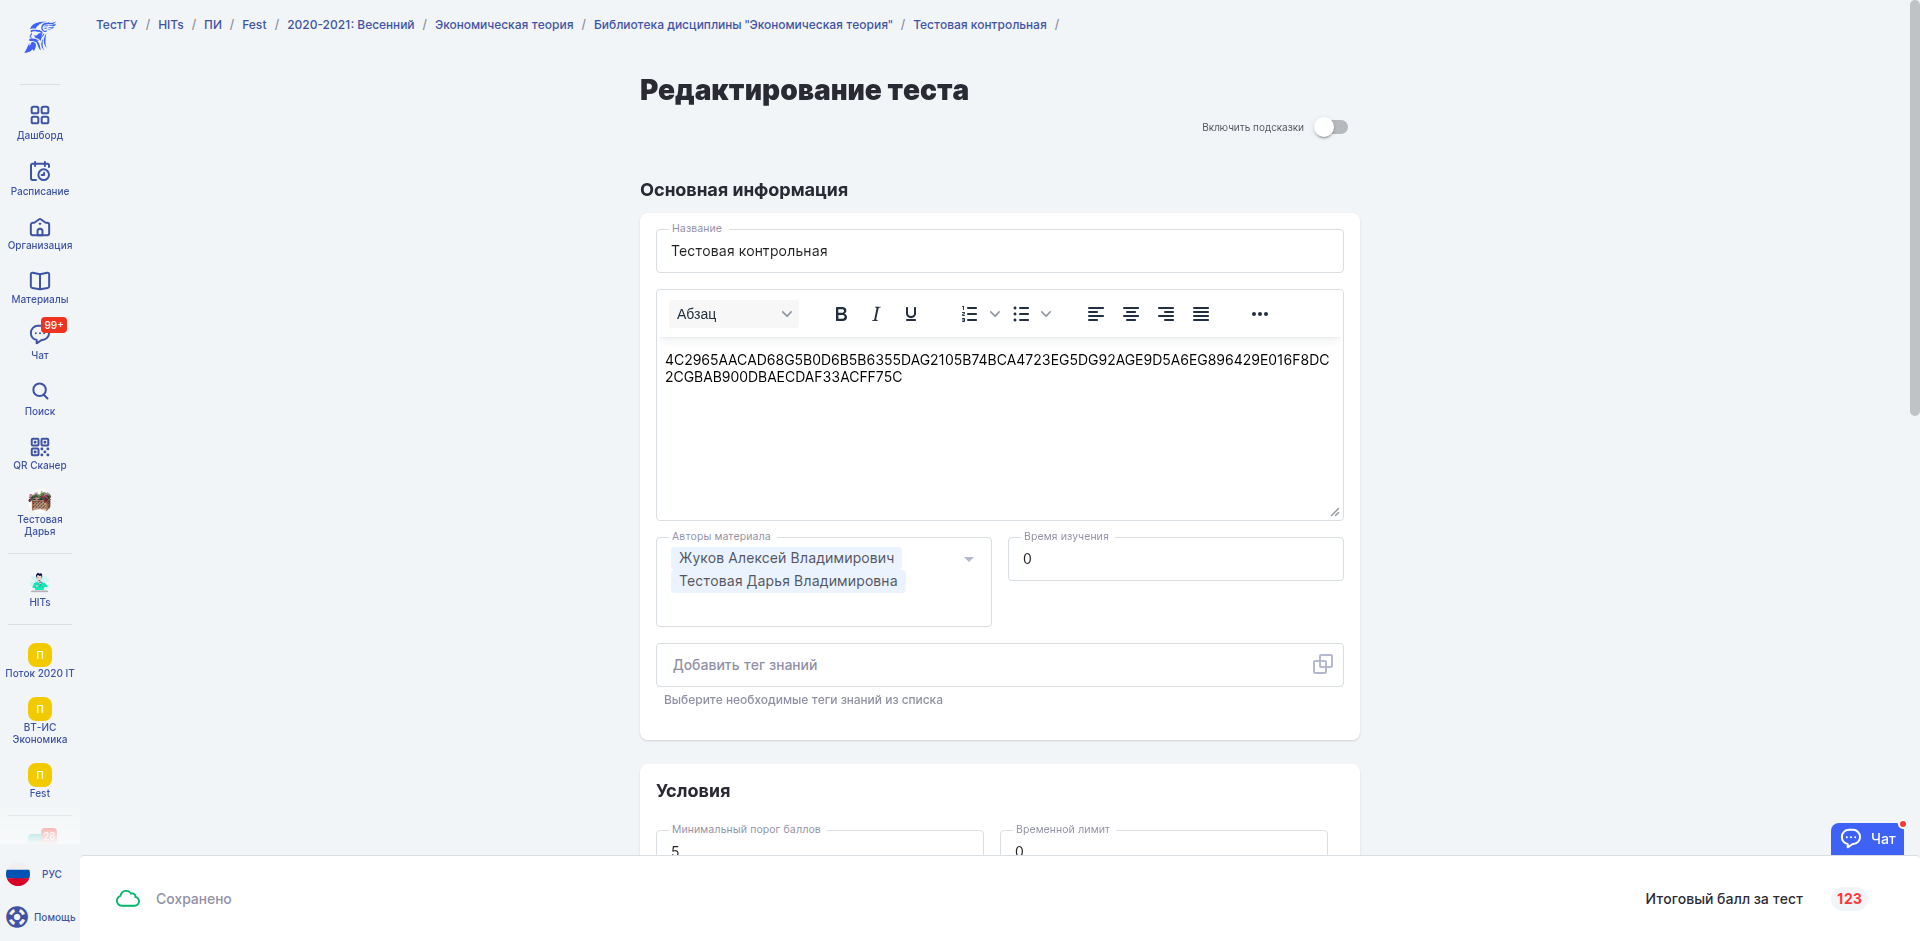 ТестГУ / HITs / ПИ / Fest / 2020-2021: Весенний / Экономическая теория / Библиотека дисциплины "Экономическая теория" / Тестовая контрольная /
Дашборд
Расписание
Организация
Материалы
99+
Чат
Поиск
QR Сканер
Тестовая
Дарья
HITs
П
Поток 2020 IT
П
ВТ-ИС
Экономика
П
Fest
28
РУС
Помощь
Редактирование теста
Включить подсказки
Основная информация
Название
Тестовая контрольная
Абзац
4C2965AACAD68G5B0D6B5B6355DAG2105B74BCA4723EG5DG92AGE9D5A6EG896429E016F8DC
2CGBAB900DBAECDAF33ACFF75C
Авторы материала
Жуков Алексей Владимирович
Тестовая Дарья Владимировна
Время изучения
0
Добавить тег знаний
Выберите необходимые теги знаний из списка
Условия
Минимальный порог баллов
5
Временной лимит
0
Чат
Сохранено
Итоговый балл за тест 123